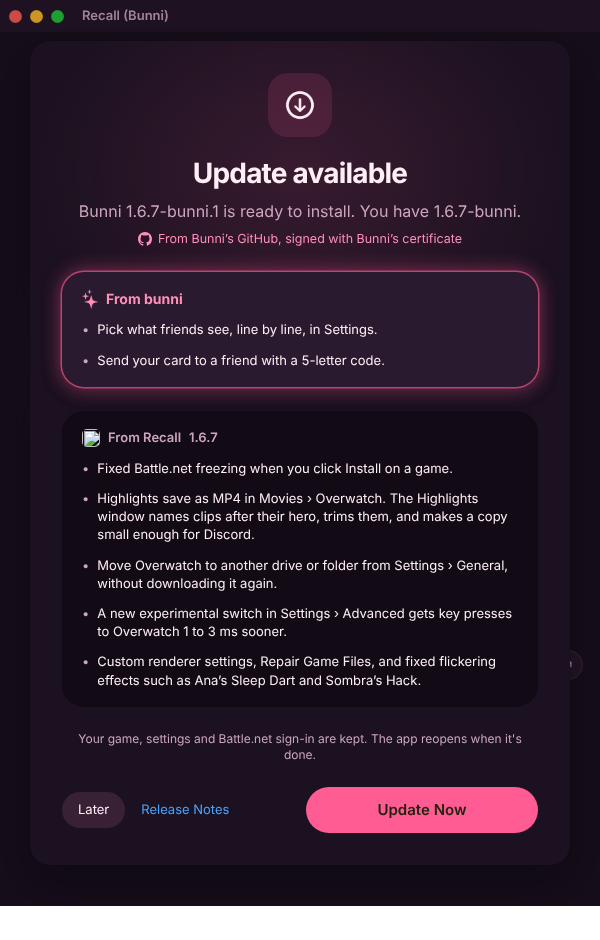 Recall (Bunni)
Update available
Bunni 1.6.7-bunni.1 is ready to install. You have 1.6.7-bunni.
From Bunni’s GitHub, signed with Bunni’s certificate
From bunni
• Pick what friends see, line by line, in Settings.
• Send your card to a friend with a 5-letter code.
From Recall 1.6.7
• Fixed Battle.net freezing when you click Install on a game.
• Highlights save as MP4 in Movies › Overwatch. The Highlights
window names clips after their hero, trims them, and makes a copy
small enough for Discord.
• Move Overwatch to another drive or folder from Settings › General,
without downloading it again.
• A new experimental switch in Settings › Advanced gets key presses
to Overwatch 1 to 3 ms sooner.
• Custom renderer settings, Repair Game Files, and fixed flickering
effects such as Ana’s Sleep Dart and Sombra’s Hack.
Your game, settings and Battle.net sign-in are kept. The app reopens when it's
done.
Later
Release Notes
Update Now